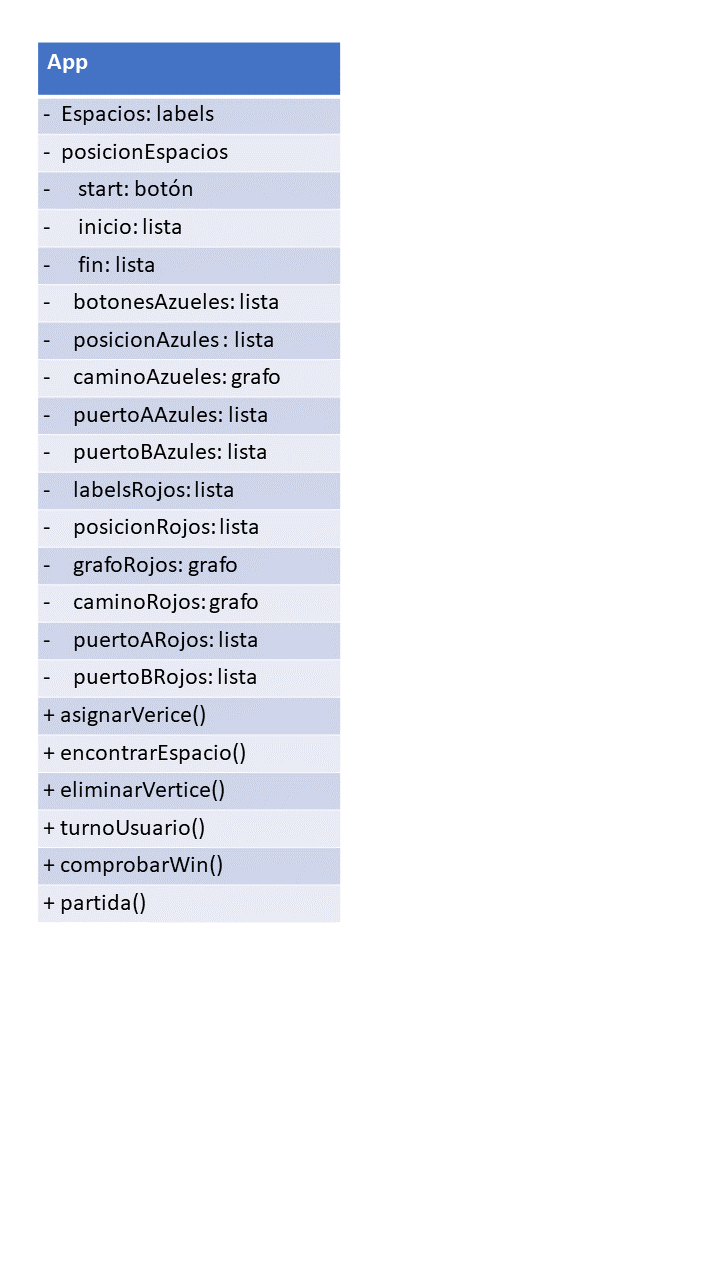 App
- Espacios: labels
- posicionEspacios
- start: botón
- inicio: lista
- fin: lista
- botonesAzueles: lista
- posicionAzules : lista
- caminoAzueles: grafo
- puertoAAzules: lista
- puertoBAzules: lista
- labelsRojos: lista
- posicionRojos: lista
- grafoRojos: grafo
- caminoRojos: grafo
- puertoARojos: lista
- puertoBRojos: lista
+ asignarVerice()
+ encontrarEspacio()
+ eliminarVertice()
+ turnoUsuario()
+ comprobarWin()
+ partida()